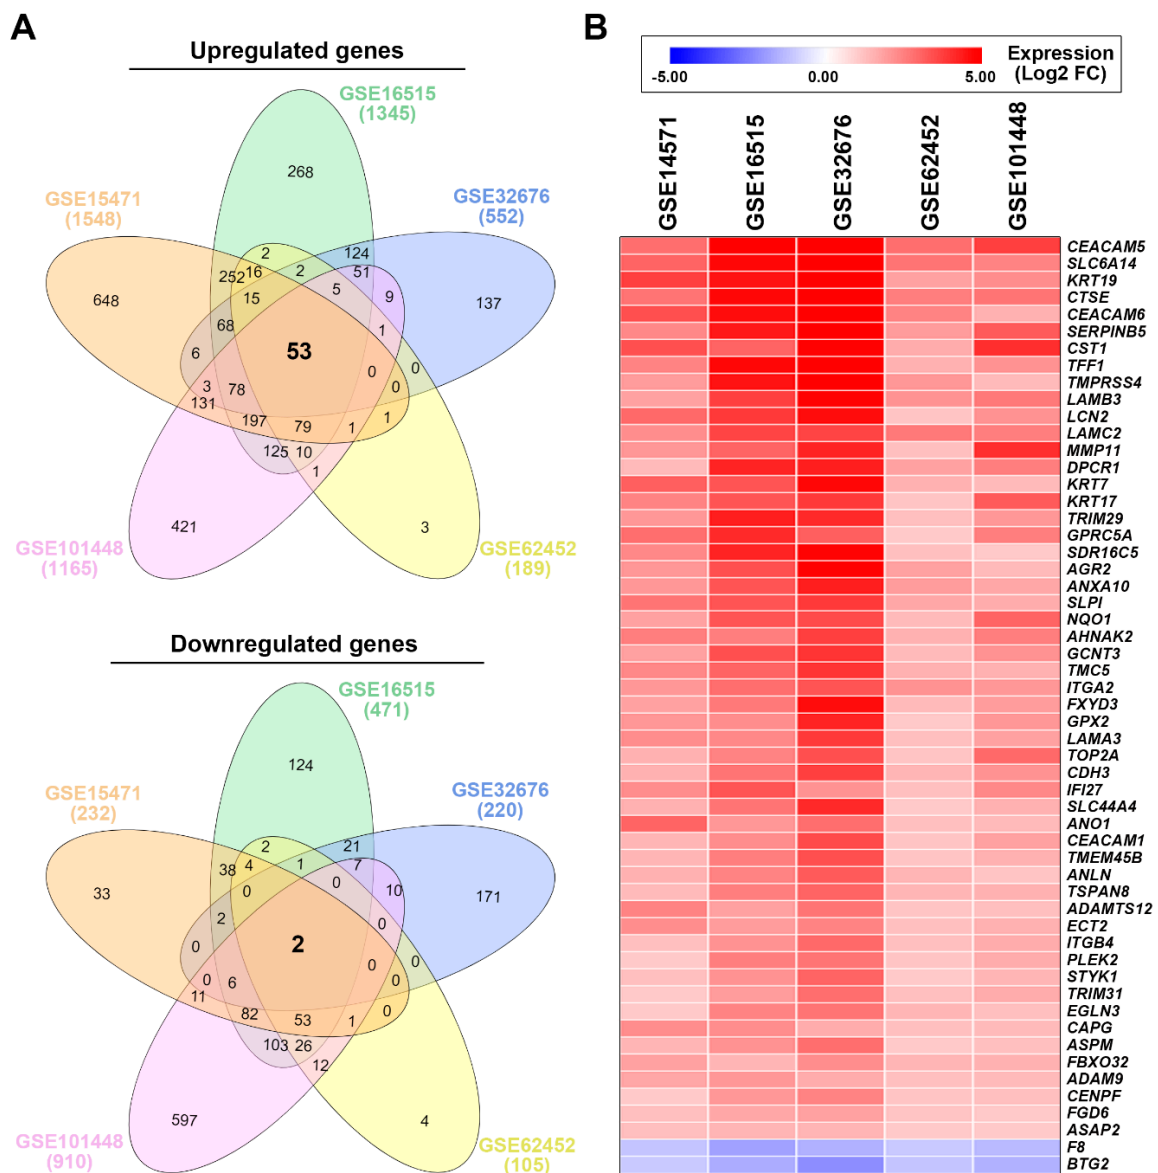 A
Upregulated genes
GSE16515
(1345)
GSE15471
(1548)
GSE32676
(552)
268
2
124
252
16
2
51
5
9
648
15
137
68
1
6
53
0
0
0
3
78
131
197
79
1
1
125
10
1
421
3
GSE101448
(1165)
GSE62452
(189)
Downregulated genes
GSE16515
(471)
GSE15471
(232)
GSE32676
(220)
124
2
21
38
4
1
7
0
0
10
33
171
2
0
0
2
0
0
0
0
6
11
82
53
1
0
103
26
12
597
4
GSE101448
(910)
GSE62452
(105)
B
-5.00
0.00
5.00
Expression
(Log2 FC)
GSE14571
GSE16515
GSE32676
GSE62452
GSE101448
CEACAM5
SLC6A14
KRT19
CTSE
CEACAM6
SERPINB5
CST1
TFF1
TMPRSS4
LAMB3
LCN2
LAMC2
MMP11
DPCR1
KRT7
KRT17
TRIM29
GPRC5A
SDR16C5
AGR2
ANXA10
SLPI
NQO1
AHNAK2
GCNT3
TMC5
ITGA2
FXYD3
GPX2
LAMA3
TOP2A
CDH3
IFI27
SLC44A4
ANO1
CEACAM1
TMEM45B
ANLN
TSPAN8
ADAMTS12
ECT2
ITGB4
PLEK2
STYK1
TRIM31
EGLN3
CAPG
ASPM
FBXO32
ADAM9
CENPF
FGD6
ASAP2
F8
BTG2